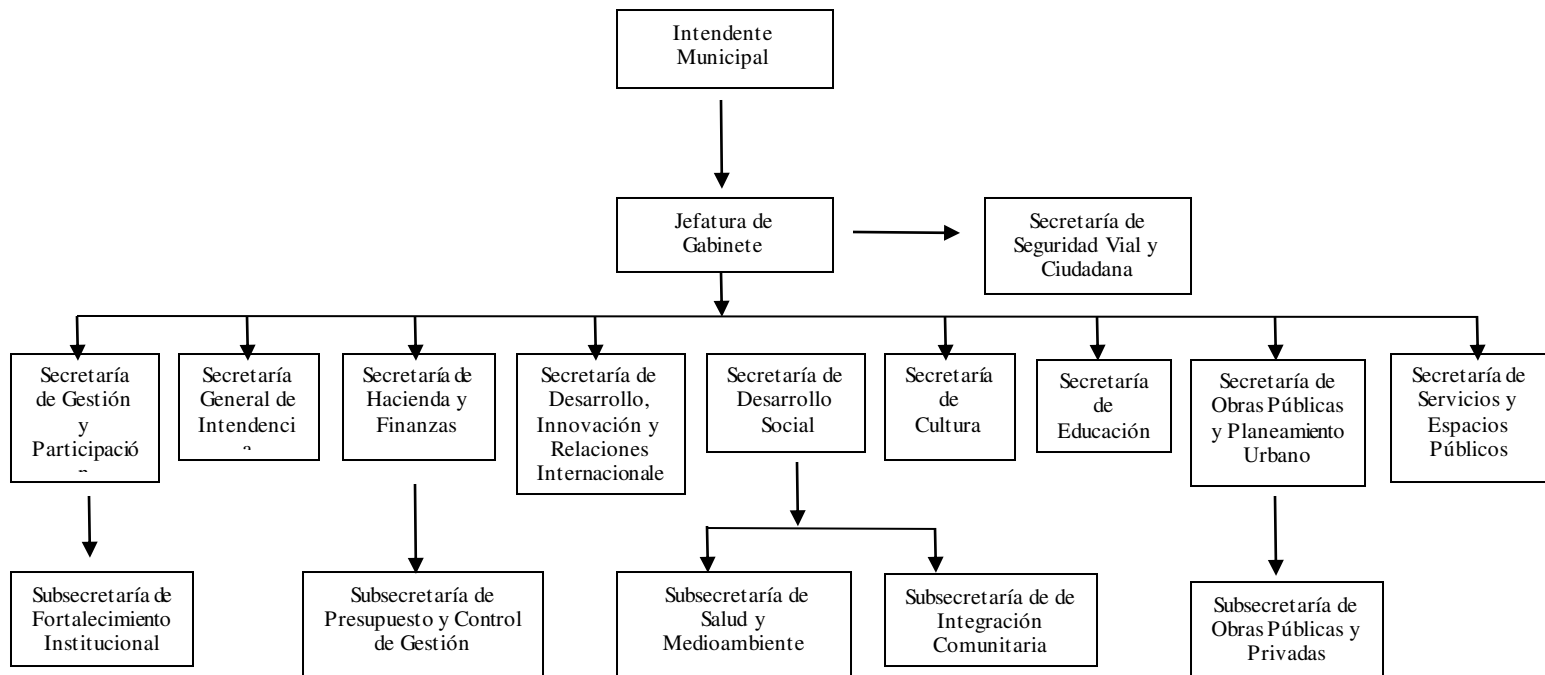 Intendente
Municipal
Jefatura de
Gabinete
Secretaría de
Seguridad Vial y
Ciudadana
Secretaría
de Gestión
y
Participació
n
Secretaría
General de
Intendenci
a
Secretaría de
Hacienda y
Finanzas
Secretaría de
Desarrollo,
Innovación y
Relaciones
Internacionale
Secretaría de
Desarrollo
Social
Secretaría
de
Cultura
Secretaría
de
Educación
Secretaría de
Obras Públicas
y Planeamiento
Urbano
Secretaría de
Servicios y
Espacios
Públicos
Subsecretaría de
Fortalecimiento
Institucional
Subsecretaría de
Presupuesto y Control
de Gestión
Subsecretaría de
Salud y
Medioambiente
Subsecretaría de de
Integración
Comunitaria
Subsecretaría de
Obras Públicas y
Privadas